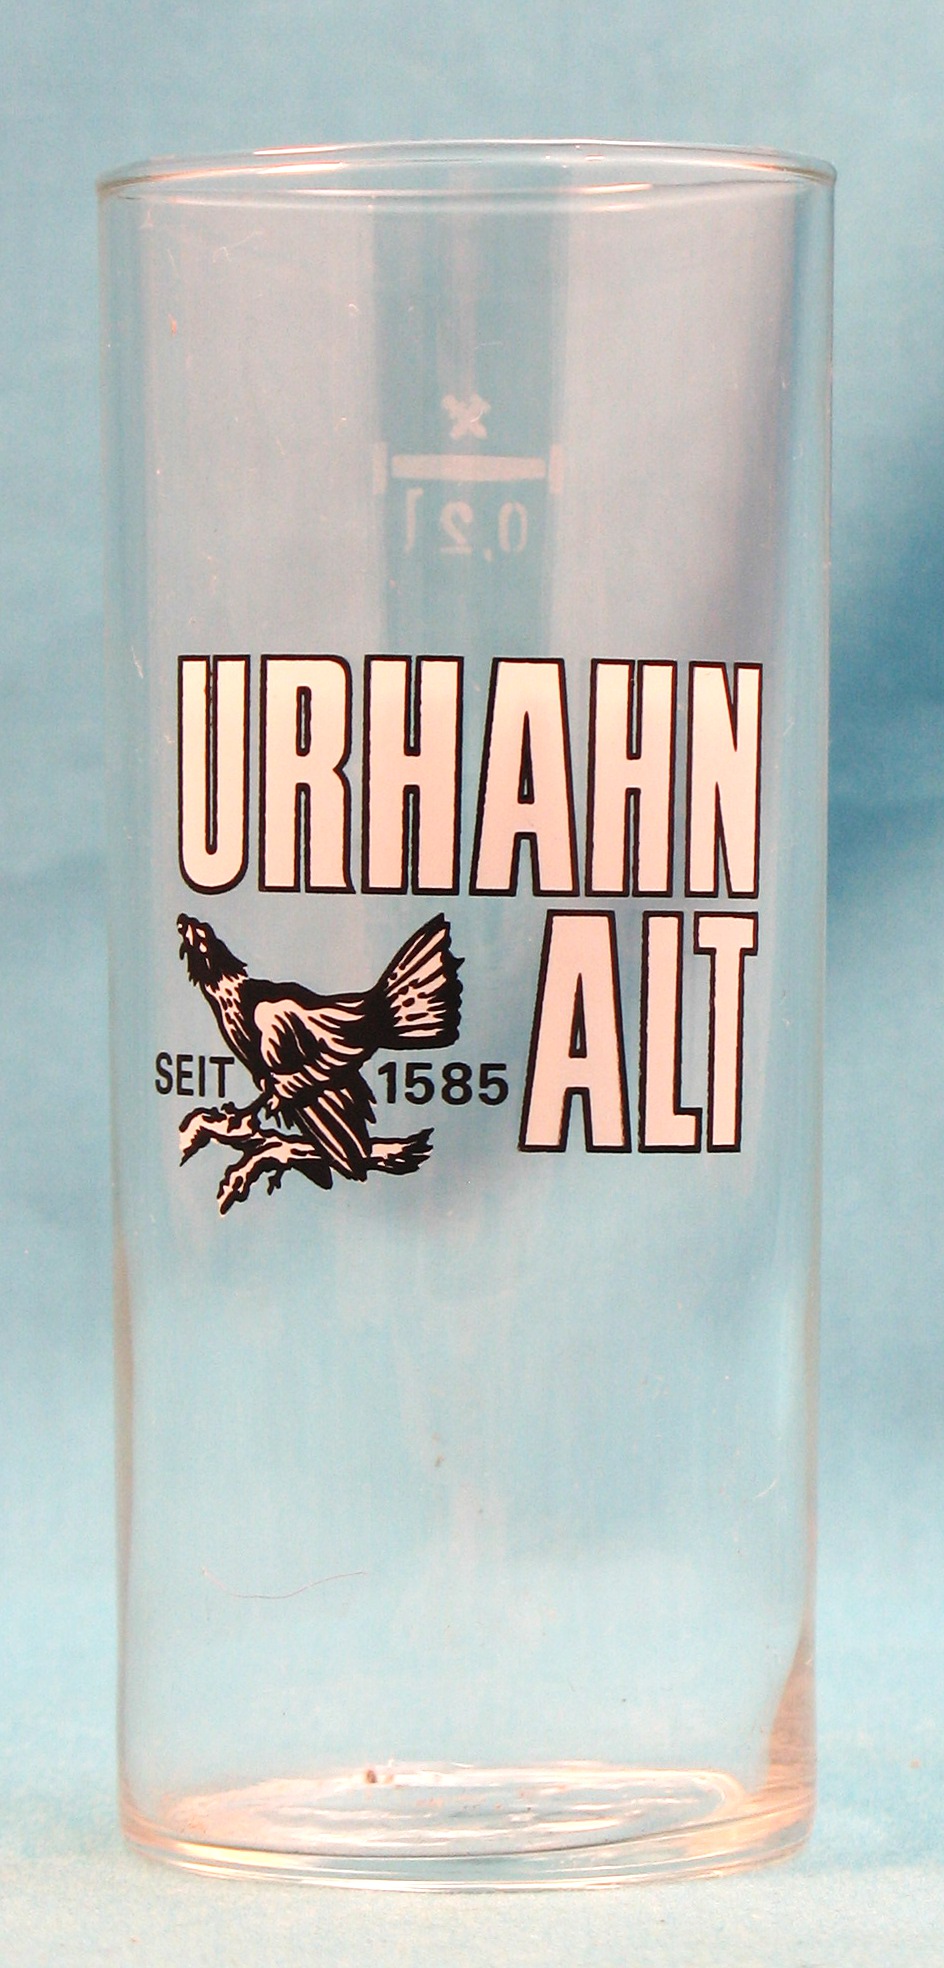 0,2 l
URHAHN
ALT
SEIT 1585